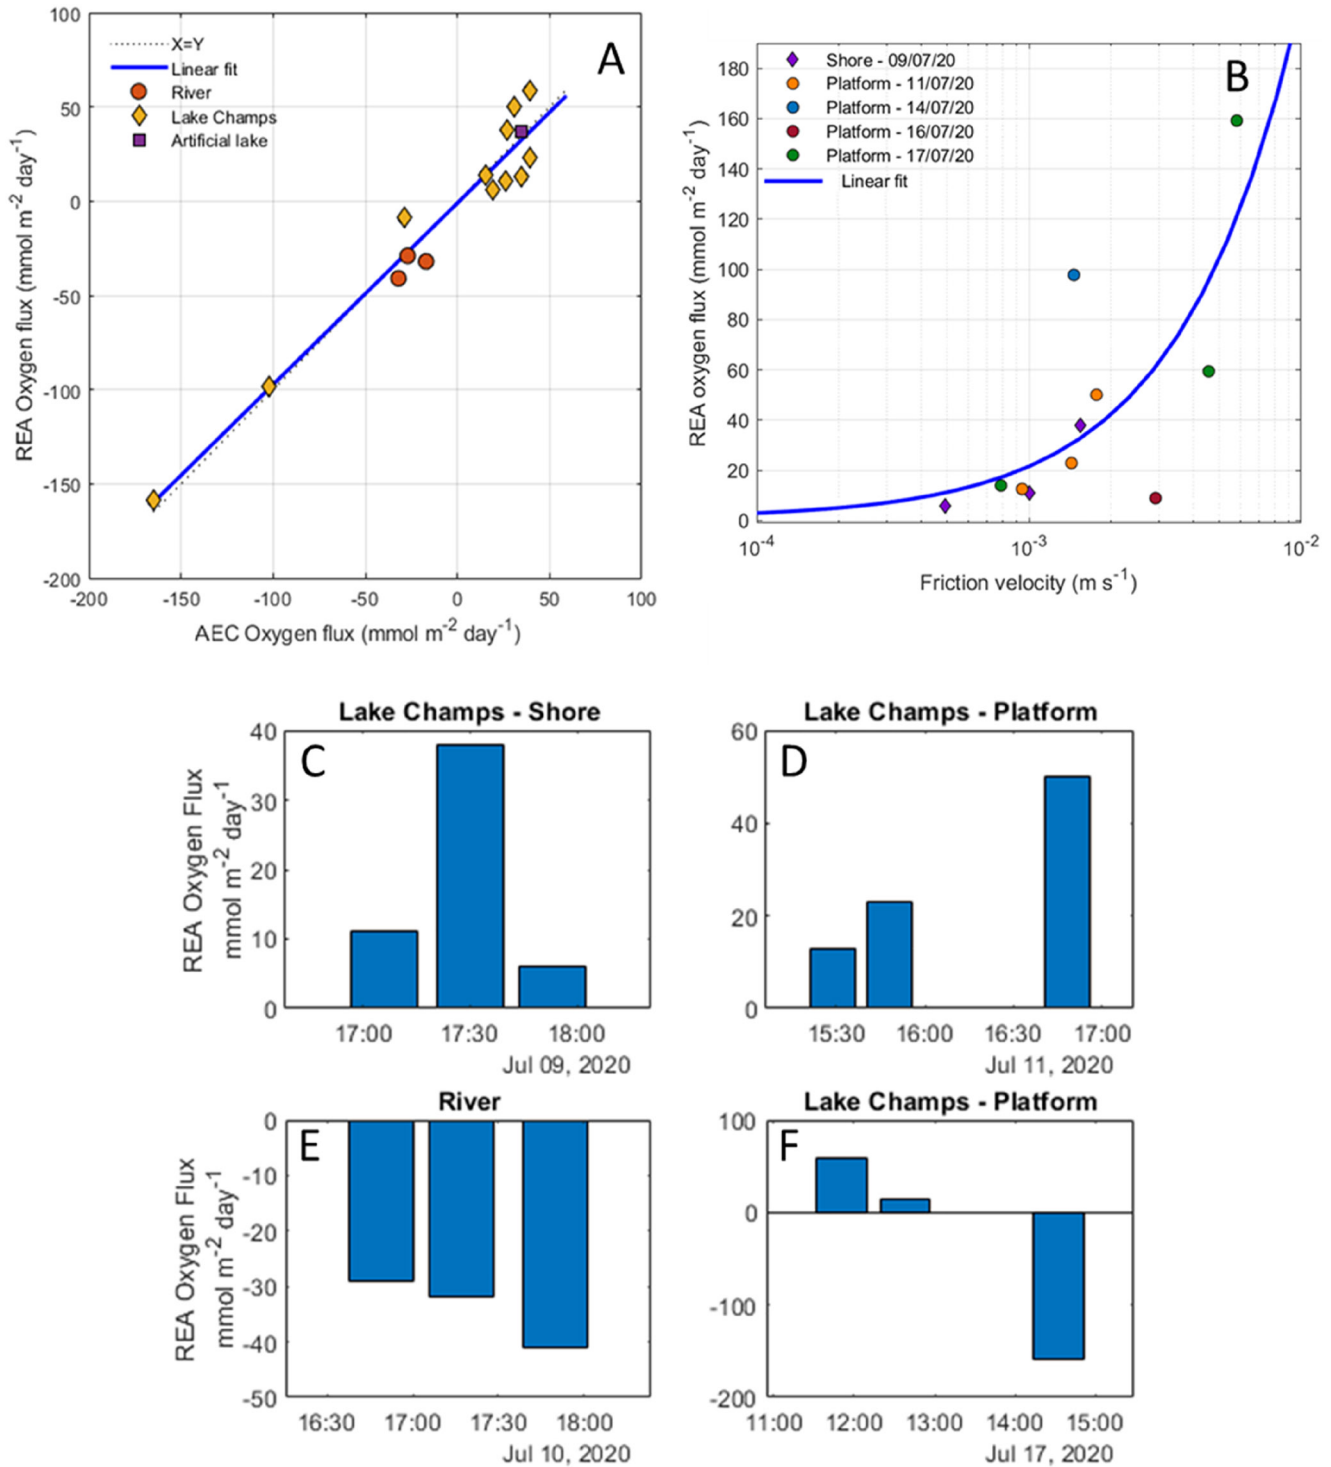 A
X=Y
Linear fit
River
Lake Champs
Artificial lake
100
50
0
-50
-100
-150
-200
-200 -150 -100 -50 0 50 100
REA Oxygen flux (mmol m-2 day-1)
AEC Oxygen flux (mmol m-2 day-1)
B
Shore - 09/07/20
Platform - 11/07/20
Platform - 14/07/20
Platform - 16/07/20
Platform - 17/07/20
Linear fit
180
160
140
120
100
80
60
40
20
0
10-4 10-3 10-2
REA oxygen flux (mmol m-2 day-1)
Friction velocity (m s-1)
Lake Champs - Shore
C
40
30
20
10
0
REA Oxygen Flux
mmol m-2 day-1
17:00 17:30 18:00
Jul 09, 2020
Lake Champs - Platform
D
60
40
20
0
15:30 16:00 16:30 17:00
Jul 11, 2020
River
E
0
-10
-20
-30
-40
-50
REA Oxygen Flux
mmol m-2 day-1
16:30 17:00 17:30 18:00
Jul 10, 2020
Lake Champs - Platform
F
100
0
-100
-200
11:00 12:00 13:00 14:00 15:00
Jul 17, 2020